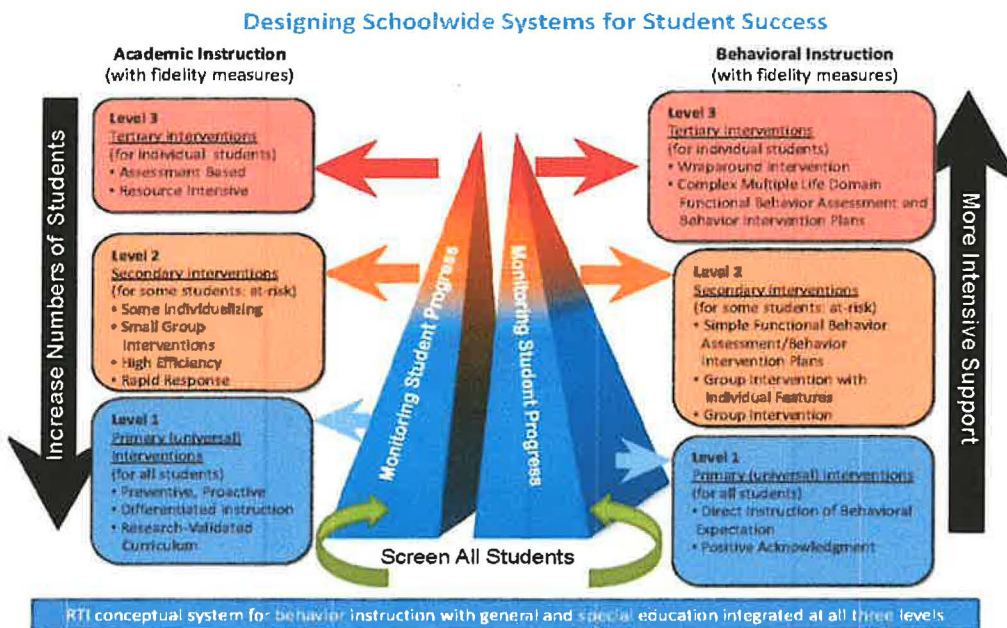 Designing Schoolwide Systems for Student Success
Academic Instruction
(with fidelity measures)
Behavioral Instruction
(with fidelity measures)
Increase Numbers of Students
Level 3
Tertiary interventions
(for individual students)
• Assessment Based
• Resource Intensive
Level 2
Secondary interventions
(for some students: at-risk)
• Some individualizing
• Small Group
Interventions
• High Efficiency
• Rapid Response
Level 1
Primary (universal)
Interventions
(for all students)
• Preventive, Proactive
• Differentiated instruction
• Research-Validated
Curriculum
Monitoring Student Progress
Monitoring Student Progress
Screen All Students
Level 3
Tertiary interventions
(for individual students)
• Wraparound Intervention
• Complex Multiple Life Domain
Functional Behavior Assessment and
Behavior Intervention Plans
Level 2
Secondary interventions
(for some students: at-risk)
• Simple Functional Behavior
Assessment/Behavior
Intervention Plans
• Group Intervention with
Individual Features
• Group Intervention
Level 1
Primary (universal) interventions
(for all students)
• Direct Instruction of Behavioral
Expectation
• Positive Acknowledgment
More Intensive Support
RTI conceptual system for behavior instruction with general and special education integrated at all three levels